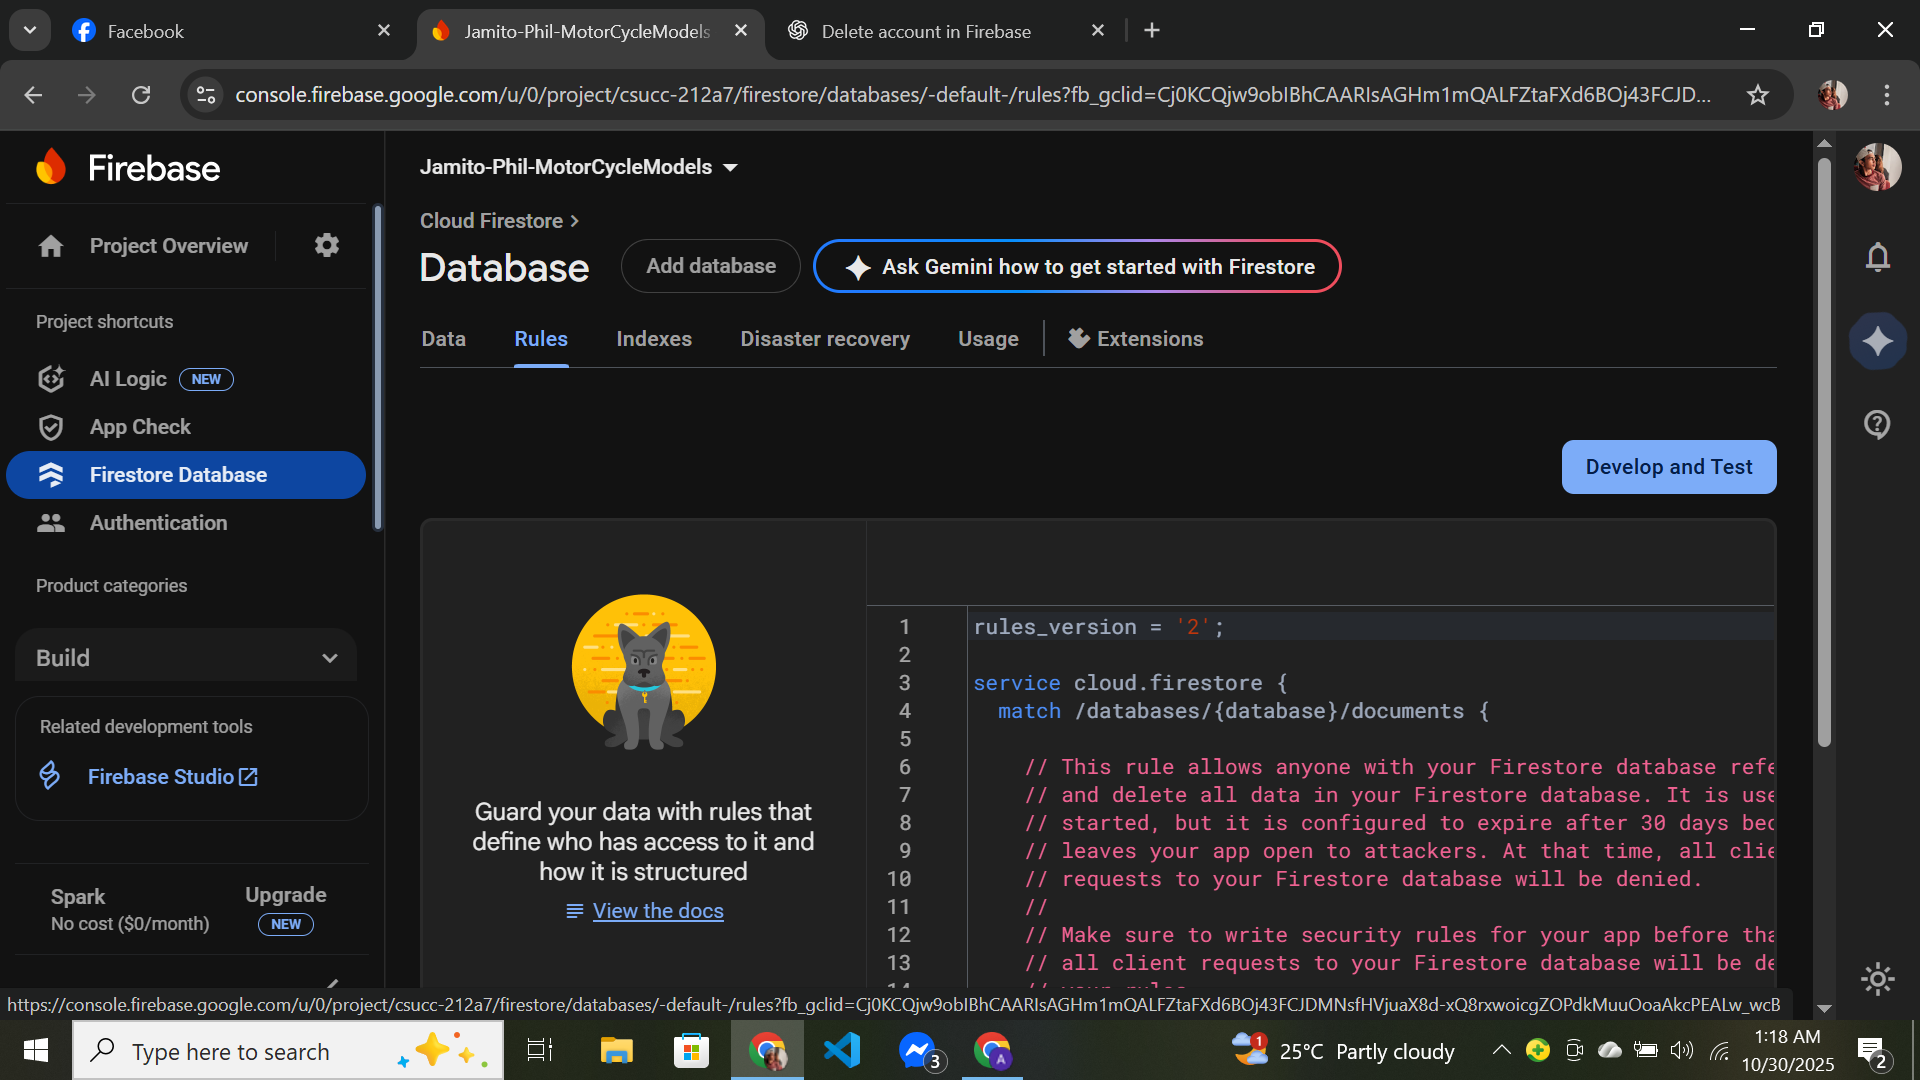 Facebook
Jamito-Phil-MotorCycleModels
Delete account in Firebase
console.firebase.google.com/u/0/project/csucc-212a7/firestore/databases/-default-/rules?fb_gclid=Cj0KCQjw9obIBhCAARIsAGHm1mQALFZtaFXd6BOj43FCJD...
Firebase
Project Overview
Project shortcuts
AI Logic NEW
App Check
Firestore Database
Authentication
Product categories
Build
Related development tools
Firebase Studio
Spark
No cost ($0/month)
Upgrade
NEW
Jamito-Phil-MotorCycleModels
Cloud Firestore
Database
Add database
Ask Gemini how to get started with Firestore
Data Rules Indexes Disaster recovery Usage Extensions
Develop and Test
Guard your data with rules that
define who has access to it and
how it is structured
View the docs
1 rules_version = '2';
2
3 service cloud.firestore {
4 match /databases/{database}/documents {
5
6 // This rule allows anyone with your Firestore database refe
7 // and delete all data in your Firestore database. It is use
8 // started, but it is configured to expire after 30 days bec
9 // leaves your app open to attackers. At that time, all clie
10 // requests to your Firestore database will be denied.
11 //
12 // Make sure to write security rules for your app before tha
13 // all client requests to your Firestore database will be de
https://console.firebase.google.com/u/0/project/csucc-212a7/firestore/databases/-default-/rules?fb_gclid=Cj0KCQjw9obIBhCAARIsAGHm1mQALFZtaFXd6BOj43FCJDMNsfHVjuaX8d-xQ8rxwoicgZOPdkMuuOoaAkcPEALw_wcB
Type here to search
3
A
1
25°C Partly cloudy
1:18 AM
10/30/2025
2